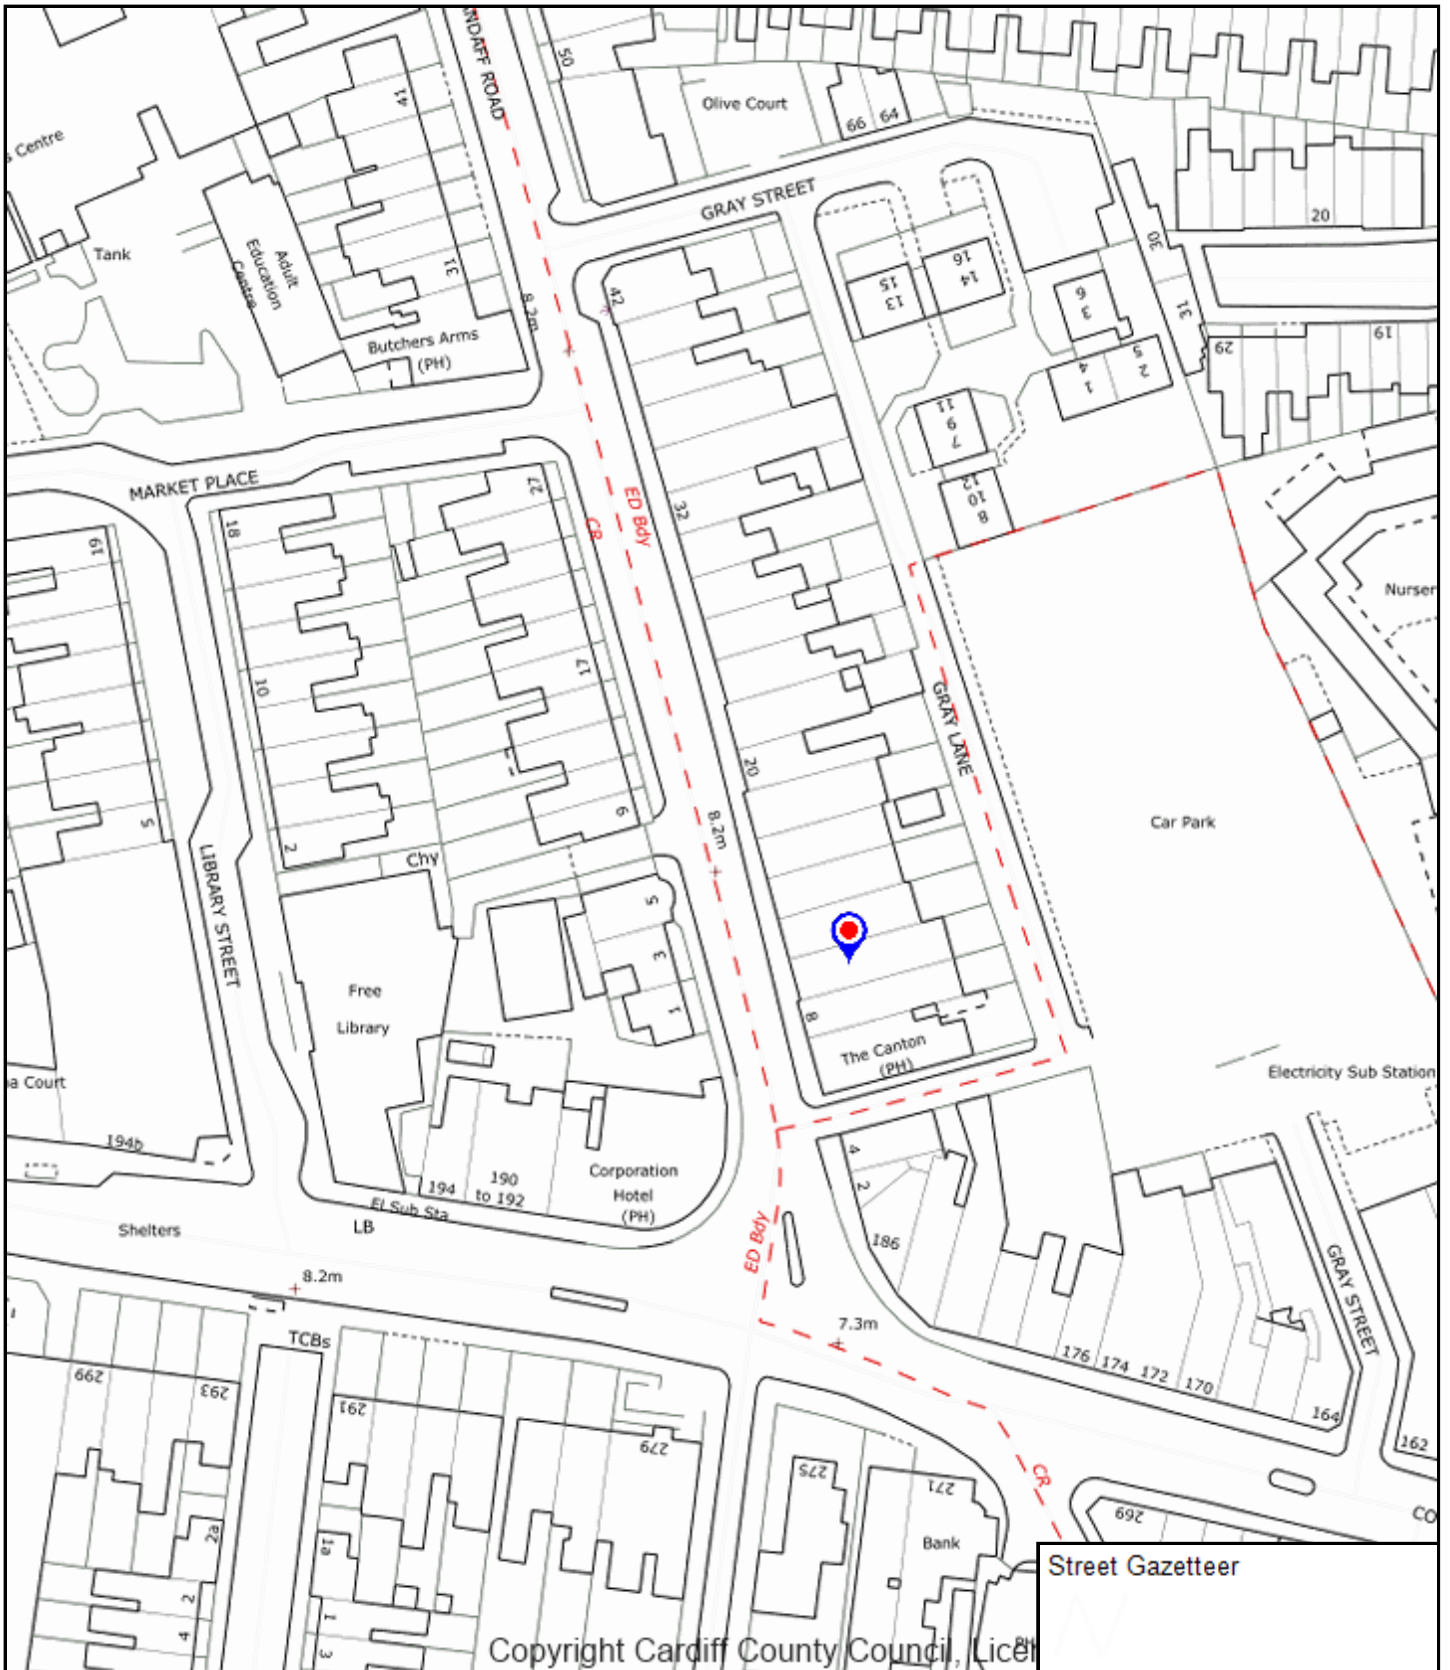 NDAFF ROAD
50
41
Olive Court
66
64
s Centre
GRAY STREET
20
30
Tank
Adult
Education
Centre
31
16
14
15
13
6
3
31
42
8.2m
Butchers Arms
(PH)
29
19
5
2
4
1
11
9
7
MARKET PLACE
27
12
10
8
18
CR
ED Bdy
32
19
Nurser
17
10
GRAY LANE
20
Car Park
8.2m
9
5
2
Chy
LIBRARY STREET
5
3
1
Free
Library
8
The Canton
(PH)
Electricity Sub Station
a Court
194b
4
2
Corporation
Hotel
(PH)
190
to 192
194
El Sub Sta
LB
Shelters
ED Bdy
186
GRAY STREET
8.2m
7.3m
TCBs
176
174
172
170
164
162
299
293
291
279
275
271
269
CR
CO
Bank
2a
1a
2
4
1
3
Street Gazetteer
PH
Copyright Cardiff County Council, Licen